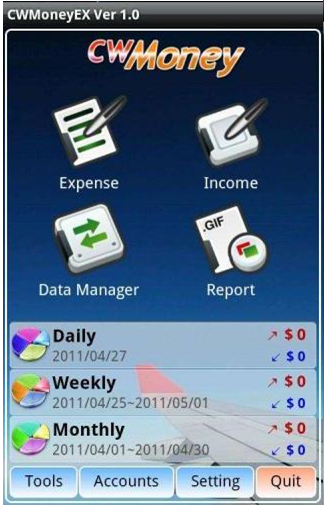 CWMoneyEX Ver 1.0
CWMoney
Expense
Income
.GIF
Data Manager
Report
Daily
$ 0
2011/04/27
$ 0
Weekly
$ 0
2011/04/25~2011/05/01
$ 0
Monthly
$ 0
2011/04/01~2011/04/30
$ 0
Tools
Accounts
Setting
Quit